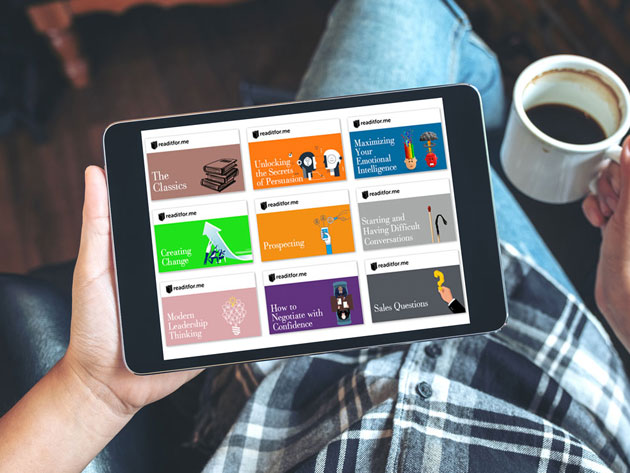 readitfor.me
The
Classics
readitfor.me
Unlocking
the Secrets
of Persuasion
readitfor.me
Maximizing
Your
Emotional
Intelligence
readitfor.me
Creating
Change
readitfor.me
Prospecting
readitfor.me
Starting and
Having Difficult
Conversations
readitfor.me
Modern
Leadership
Thinking
readitfor.me
How to
Negotiate with
Confidence
readitfor.me
Sales Questions